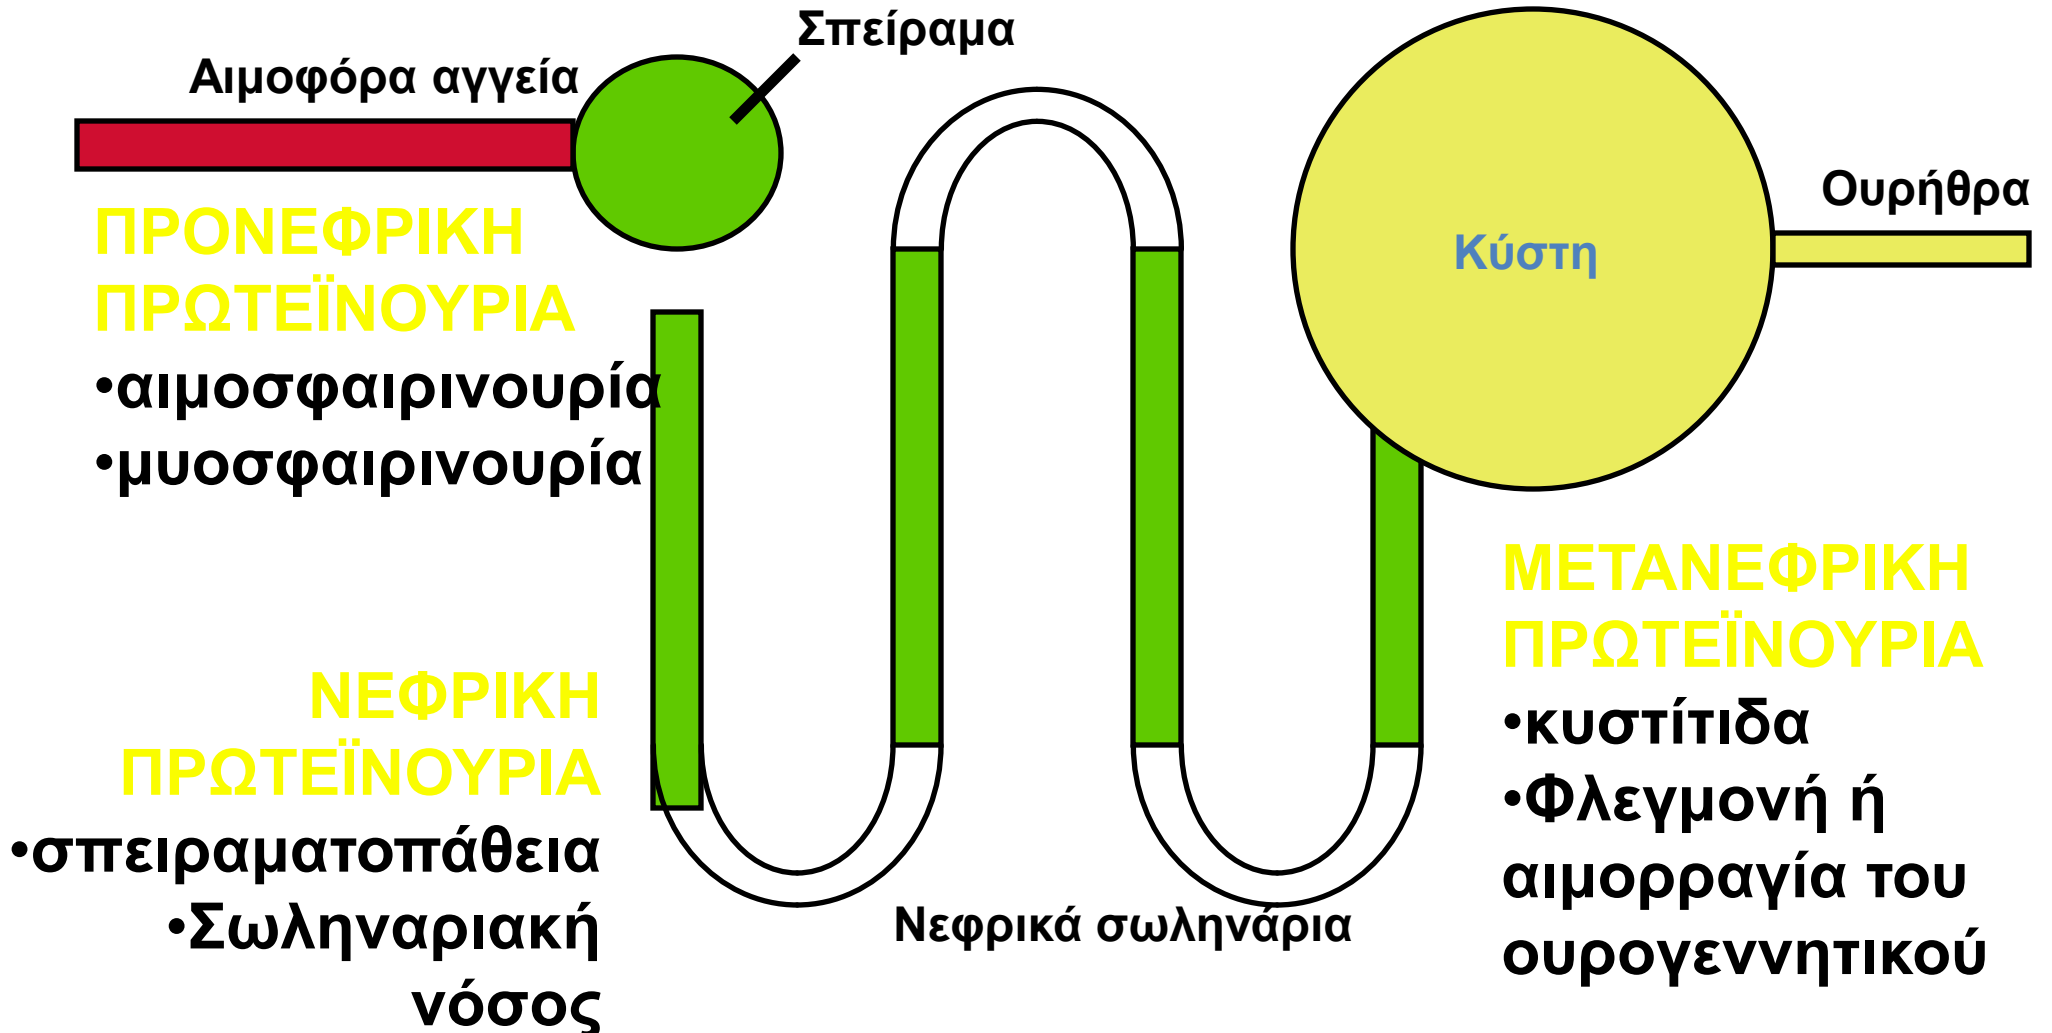 Σπείραμα
Αιμοφόρα αγγεία
Ουρήθρα
Κύστη
ΠΡΟΝΕΦΡΙΚΗ
ΠΡΩΤΕΪΝΟΥΡΙΑ
•αιμοσφαιρινουρία
•μυοσφαιρινουρία
ΝΕΦΡΙΚΗ
ΠΡΩΤΕΪΝΟΥΡΙΑ
•σπειραματοπάθεια
•Σωληναριακή
νόσος
Νεφρικά σωληνάρια
ΜΕΤΑΝΕΦΡΙΚΗ
ΠΡΩΤΕΪΝΟΥΡΙΑ
•κυστίτιδα
•Φλεγμονή ή
αιμορραγία του
ουρογεννητικού